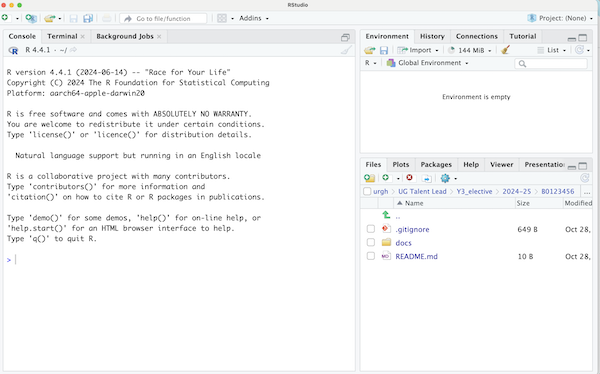 RStudio
Go to file/function
Addins
Project: (None)
Console
Terminal
Background Jobs
R 4.4.1 · ~/
R version 4.4.1 (2024-06-14) -- "Race for Your Life"
Copyright (C) 2024 The R Foundation for Statistical Computing
Platform: aarch64-apple-darwin20
R is free software and comes with ABSOLUTELY NO WARRANTY.
You are welcome to redistribute it under certain conditions.
Type 'license()' or 'licence()' for distribution details.
Natural language support but running in an English locale
R is a collaborative project with many contributors.
Type 'contributors()' for more information and
'citation()' on how to cite R or R packages in publications.
Type 'demo()' for some demos, 'help()' for on-line help, or
'help.start()' for an HTML browser interface to help.
Type 'q()' to quit R.
>
Environment
History
Connections
Tutorial
Import
144 MiB
List
R
Global Environment
Environment is empty
Files
Plots
Packages
Help
Viewer
Presentatio
urgh
UG Talent Lead
Y3_elective
2024-25
B0123456
...
Name
Size
Modified
..
.gitignore
649 B
Oct 28,
docs
README.md
10 B
Oct 28,